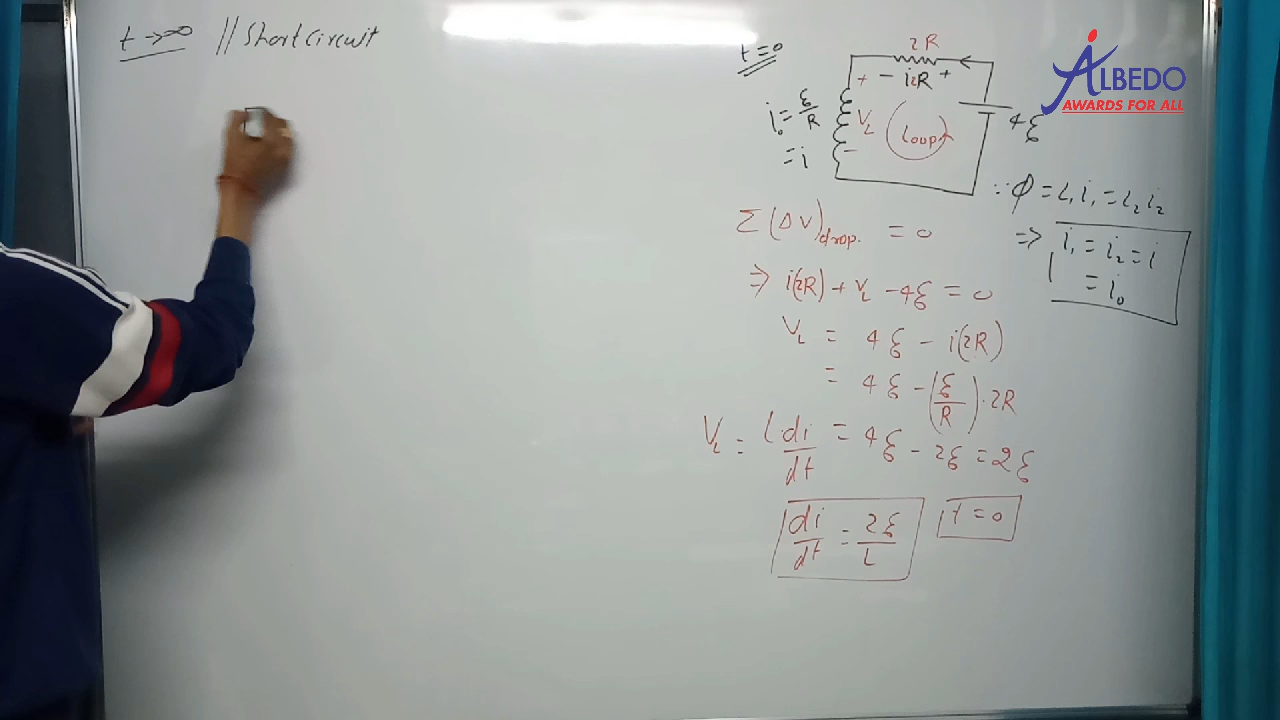 t → ∞ // Short Circuit
t = 0
2R
− i2R +
+
V_L
−
Loop
i₀ = ξ/R
= i
4ξ
ALBEDO
AWARDS FOR ALL
∵ Φ = L₁i₁ = L₂i₂
⇒ i₁ = i₂ = i
= i₀
Σ(ΔV)drop. = 0
⇒ i(2R) + V_L − 4ξ = 0
V_L = 4ξ − i(2R)
= 4ξ − (ξ/R)·2R
V_L = L di/dt = 4ξ − 2ξ = 2ξ
di/dt = 2ξ/L
t = 0